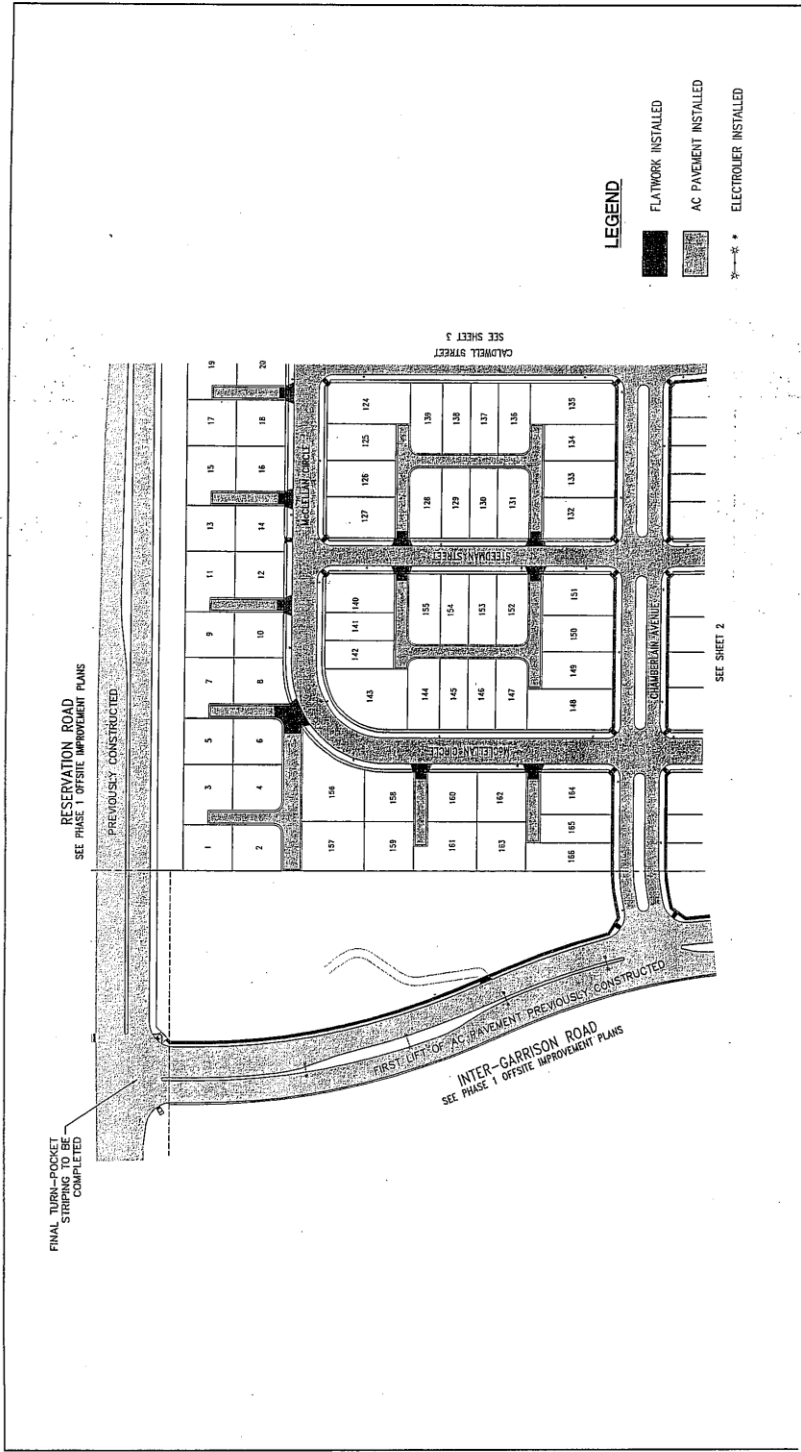 RESERVATION ROAD
SEE PHASE 1 OFFSITE IMPROVEMENT PLANS
PREVIOUSLY CONSTRUCTED
FINAL TURN-POCKET
STRIPING TO BE
COMPLETED
FIRST LIFT OF AC PAVEMENT PREVIOUSLY CONSTRUCTED
INTER-GARRISON ROAD
SEE PHASE 1 OFFSITE IMPROVEMENT PLANS
1 3 5 7 9 11 13 15 17 19
2 4 6 8 10 12 14 16 18 20
McCLELLAN CIRCLE
157 156
159 158
161 160
163 162
166 165 164
McCLELLAN CIRCLE
143 142 141 140
144 155
145 154
146 153
147 152
148 149 150 151
STEEDMAN STREET
127 126 125 124
128 139
129 138
130 137
131 136
132 133 134 135
CALDWELL STREET
SEE SHEET 3
CHAMBERLAIN AVENUE
SEE SHEET 2
LEGEND
FLATWORK INSTALLED
AC PAVEMENT INSTALLED
ELECTROLIER INSTALLED